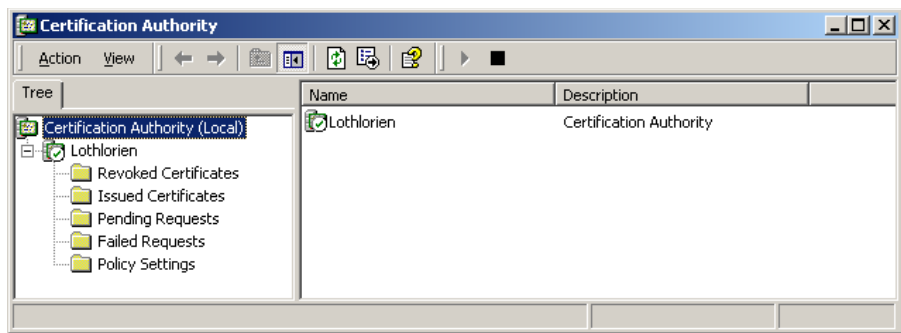 Certification Authority
Action View
Tree
Name Description
Certification Authority (Local)
Lothlorien Certification Authority
Lothlorien
Revoked Certificates
Issued Certificates
Pending Requests
Failed Requests
Policy Settings